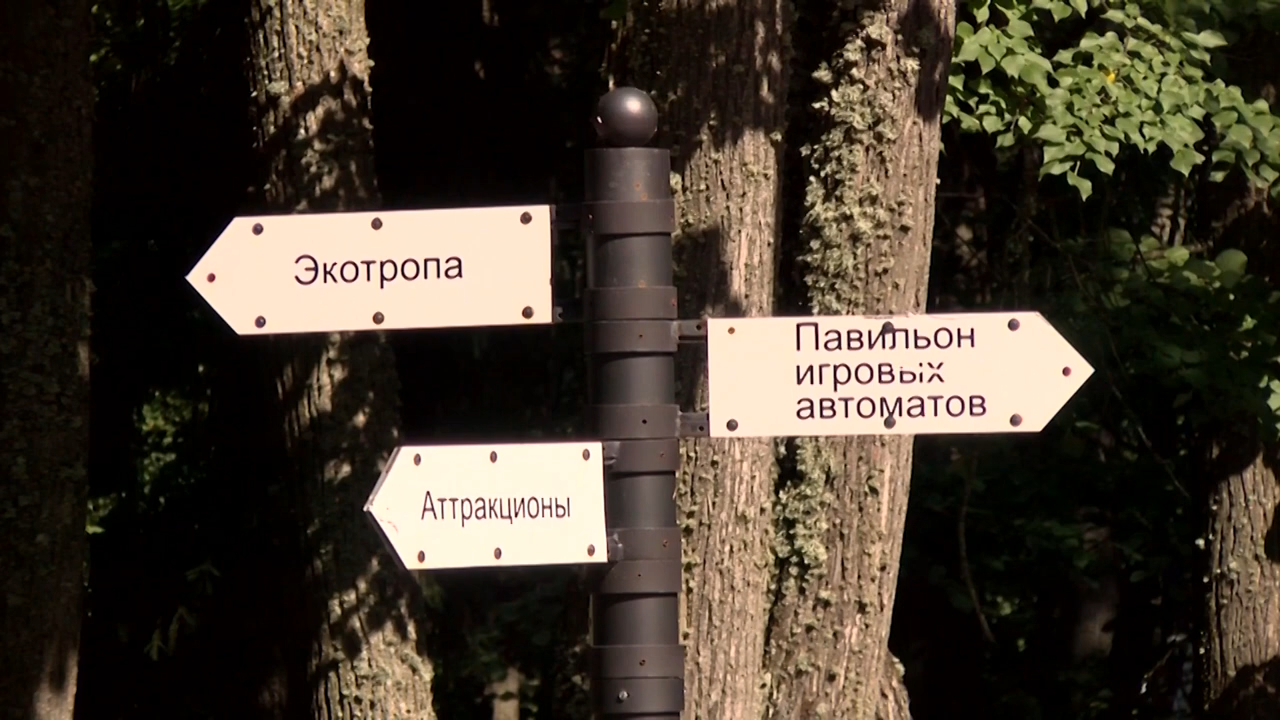 Экотропа
Павильон
игровых
автоматов
Аттракционы